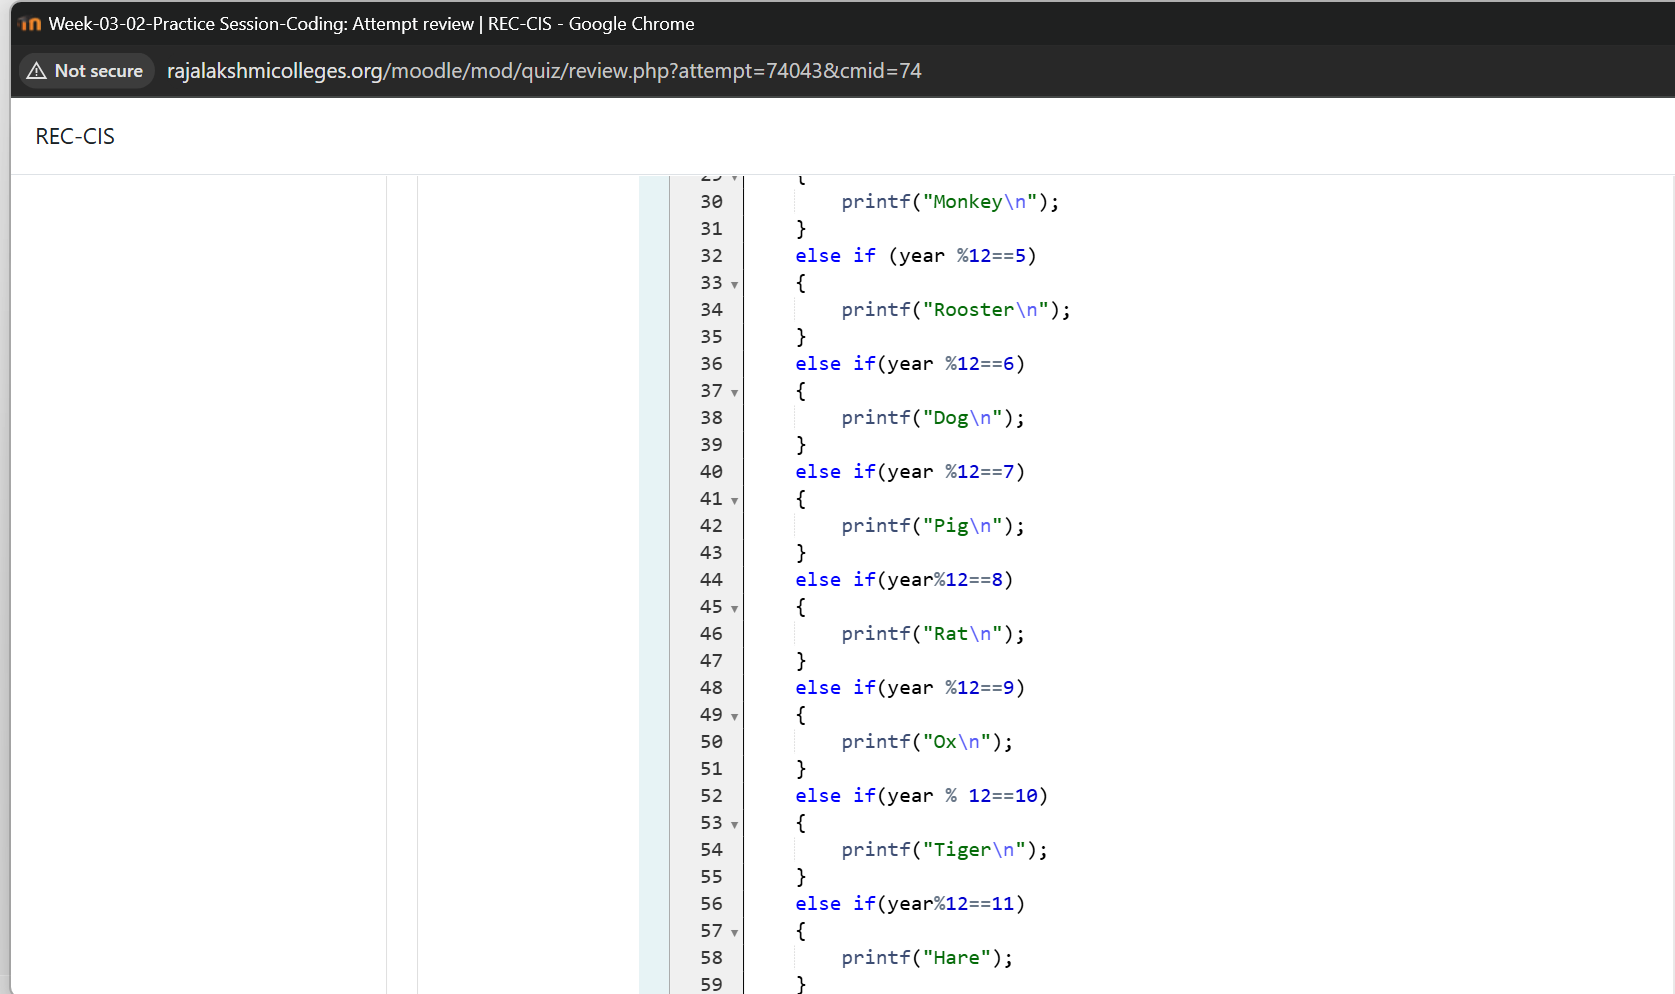 Week-03-02-Practice Session-Coding: Attempt review | REC-CIS - Google Chrome
Not secure rajalakshmicolleges.org/moodle/mod/quiz/review.php?attempt=74043&cmid=74
REC-CIS
29 {
30 printf("Monkey\n");
31 }
32 else if (year %12==5)
33 {
34 printf("Rooster\n");
35 }
36 else if(year %12==6)
37 {
38 printf("Dog\n");
39 }
40 else if(year %12==7)
41 {
42 printf("Pig\n");
43 }
44 else if(year%12==8)
45 {
46 printf("Rat\n");
47 }
48 else if(year %12==9)
49 {
50 printf("Ox\n");
51 }
52 else if(year % 12==10)
53 {
54 printf("Tiger\n");
55 }
56 else if(year%12==11)
57 {
58 printf("Hare");
59 }